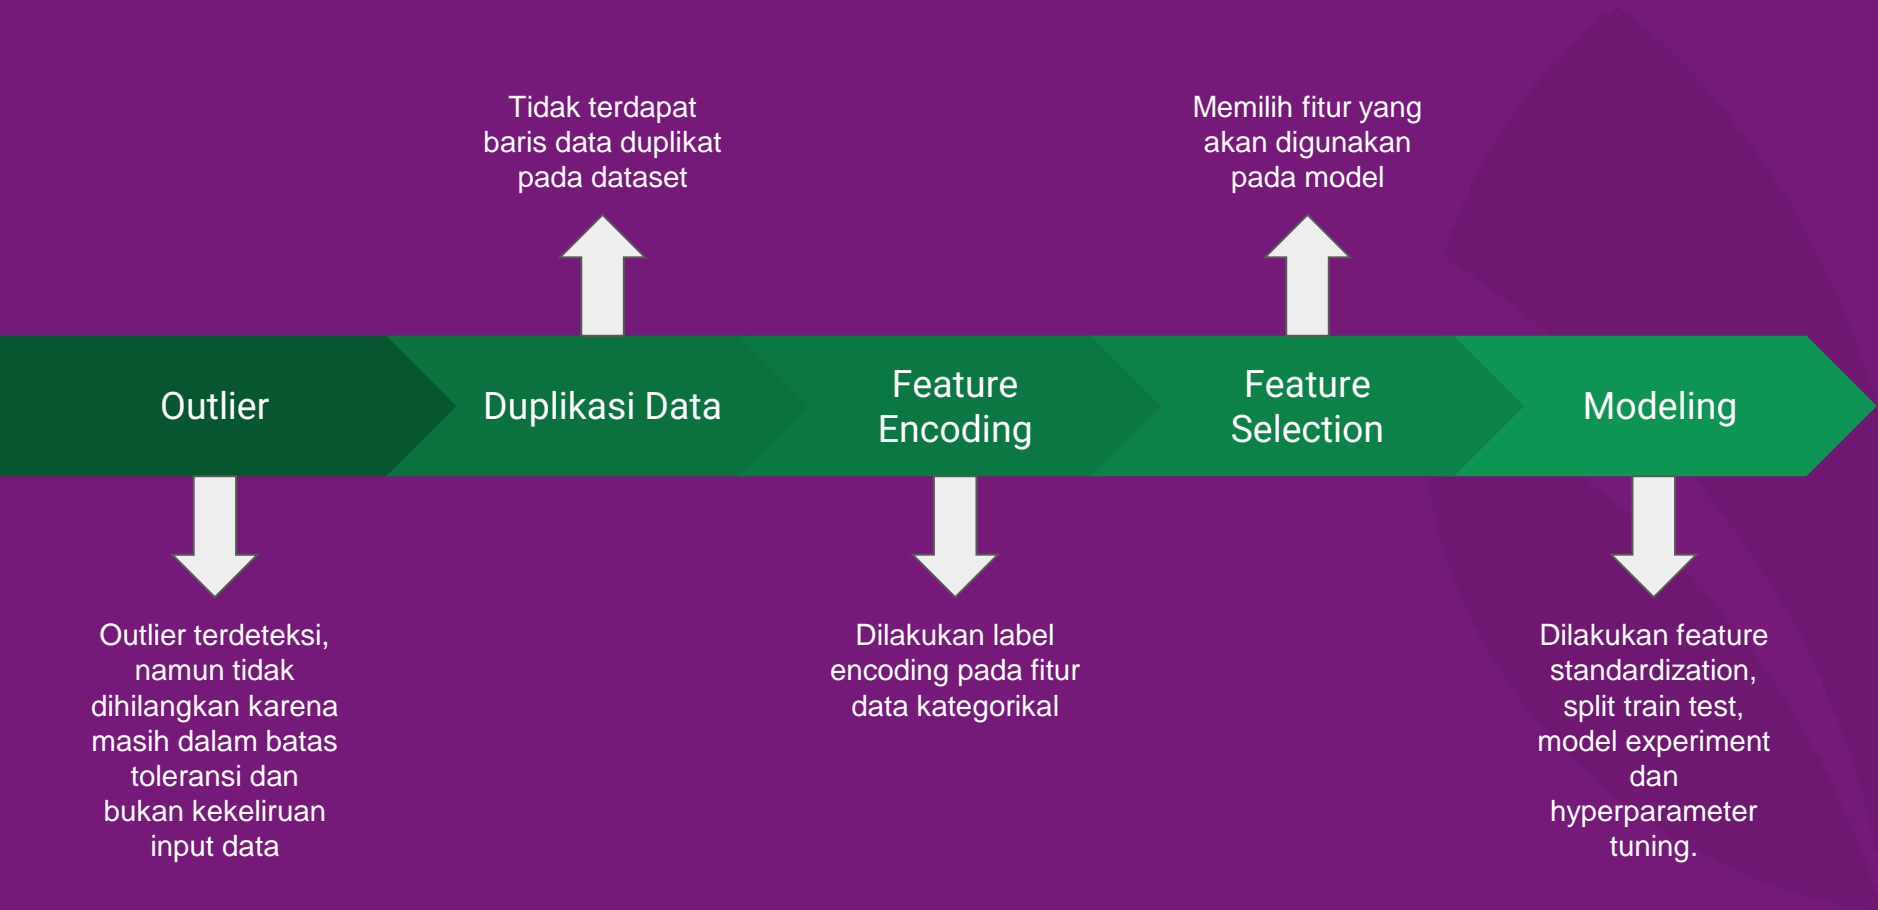 Tidak terdapat
baris data duplikat
pada dataset
Memilih fitur yang
akan digunakan
pada model
Outlier
Duplikasi Data
Feature
Encoding
Feature
Selection
Modeling
Outlier terdeteksi,
namun tidak
dihilangkan karena
masih dalam batas
toleransi dan
bukan kekeliruan
input data
Dilakukan label
encoding pada fitur
data kategorikal
Dilakukan feature
standardization,
split train test,
model experiment
dan
hyperparameter
tuning.